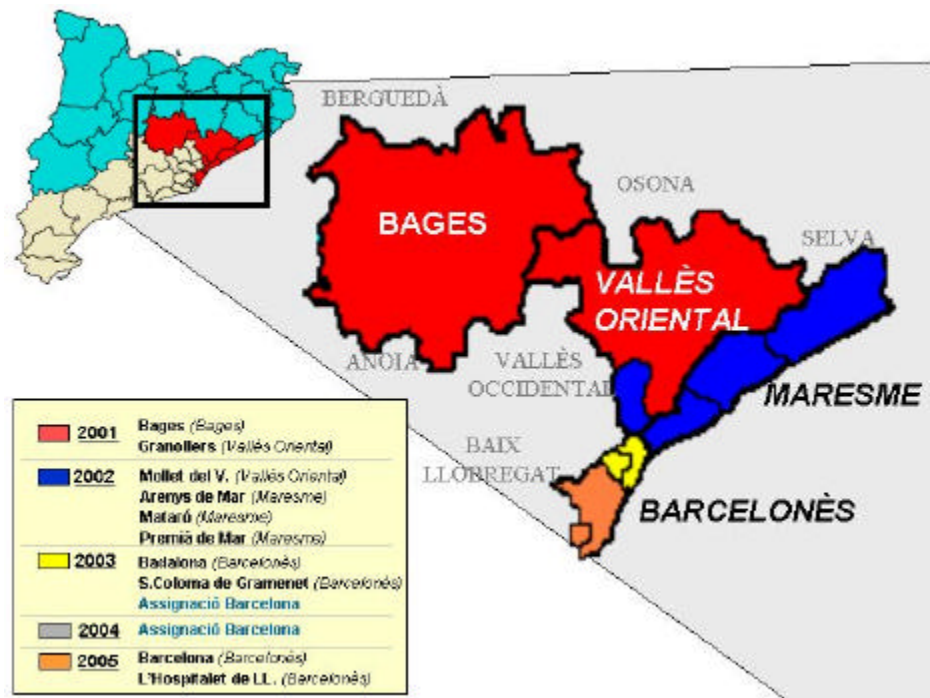 BERGUEDÀ
OSONA
BAGES
SELVA
VALLÈS
ORIENTAL
ANOIA
VALLÈS
OCCIDENTAL
MARESME
BAIX
LLOBREGAT
BARCELONÈS
2001 Bages (Bages)
Granollers (Vallès Oriental)
2002 Mollet del V. (Vallès Oriental)
Arenys de Mar (Maresme)
Mataró (Maresme)
Premià de Mar (Maresme)
2003 Badalona (Barcelonès)
S.Coloma de Gramenet (Barcelonès)
Assignació Barcelona
2004 Assignació Barcelona
2005 Barcelona (Barcelonès)
L'Hospitalet de LL. (Barcelonès)